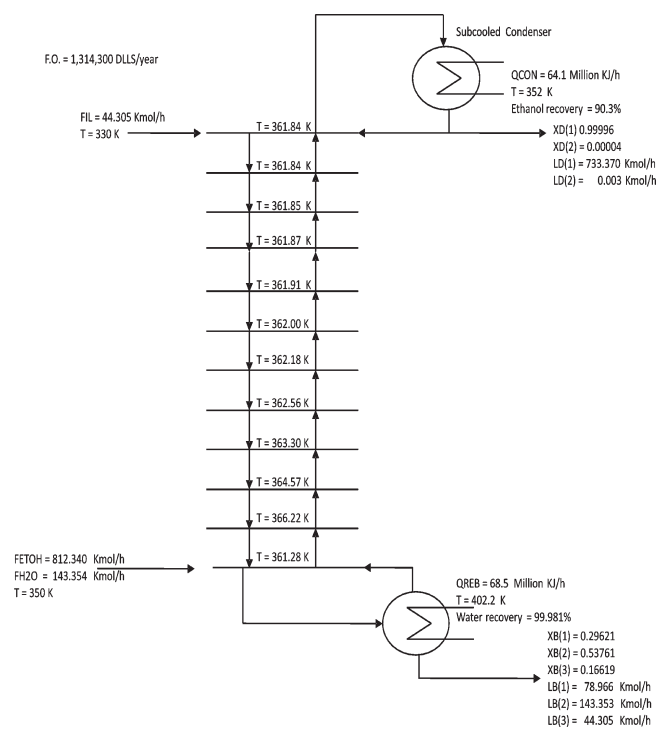 Subcooled Condenser
F.O. = 1,314,300 DLLS/year
QCON = 64.1 Million KJ/h
T = 352 K
Ethanol recovery = 90.3%
FIL = 44.305 Kmol/h
T = 330 K
T = 361.84 K
XD(1) 0.99996
XD(2) = 0.00004
LD(1) = 733.370 Kmol/h
LD(2) = 0.003 Kmol/h
T = 361.84 K
T = 361.85 K
T = 361.87 K
T = 361.91 K
T = 362.00 K
T = 362.18 K
T = 362.56 K
T = 363.30 K
T = 364.57 K
T = 366.22 K
T = 361.28 K
FETOH = 812.340 Kmol/h
FH2O = 143.354 Kmol/h
T = 350 K
QREB = 68.5 Million KJ/h
T = 402.2 K
Water recovery = 99.981%
XB(1) = 0.29621
XB(2) = 0.53761
XB(3) = 0.16619
LB(1) = 78.966 Kmol/h
LB(2) = 143.353 Kmol/h
LB(3) = 44.305 Kmol/h